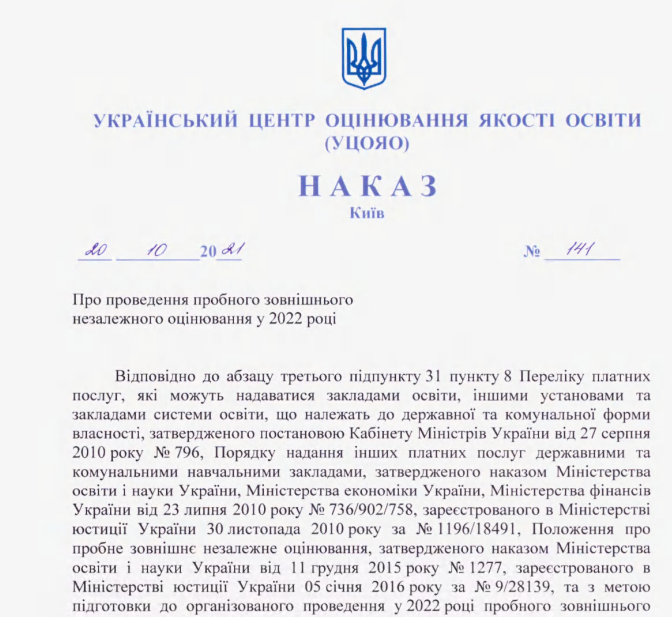 УКРАЇНСЬКИЙ ЦЕНТР ОЦІНЮВАННЯ ЯКОСТІ ОСВІТИ
(УЦОЯО)
НАКАЗ
Київ
20 10 2021 № 141
Про проведення пробного зовнішнього
незалежного оцінювання у 2022 році
Відповідно до абзацу третього підпункту 31 пункту 8 Переліку платних
послуг, які можуть надаватися закладами освіти, іншими установами та
закладами системи освіти, що належать до державної та комунальної форми
власності, затвердженого постановою Кабінету Міністрів України від 27 серпня
2010 року № 796, Порядку надання інших платних послуг державними та
комунальними навчальними закладами, затвердженого наказом Міністерства
освіти і науки України, Міністерства економіки України, Міністерства фінансів
України від 23 липня 2010 року № 736/902/758, зареєстрованого в Міністерстві
юстиції України 30 листопада 2010 року за № 1196/18491, Положення про
пробне зовнішнє незалежне оцінювання, затвердженого наказом Міністерства
освіти і науки України від 11 грудня 2015 року № 1277, зареєстрованого в
Міністерстві юстиції України 05 січня 2016 року за № 9/28139, та з метою
підготовки до організованого проведення у 2022 році пробного зовнішнього